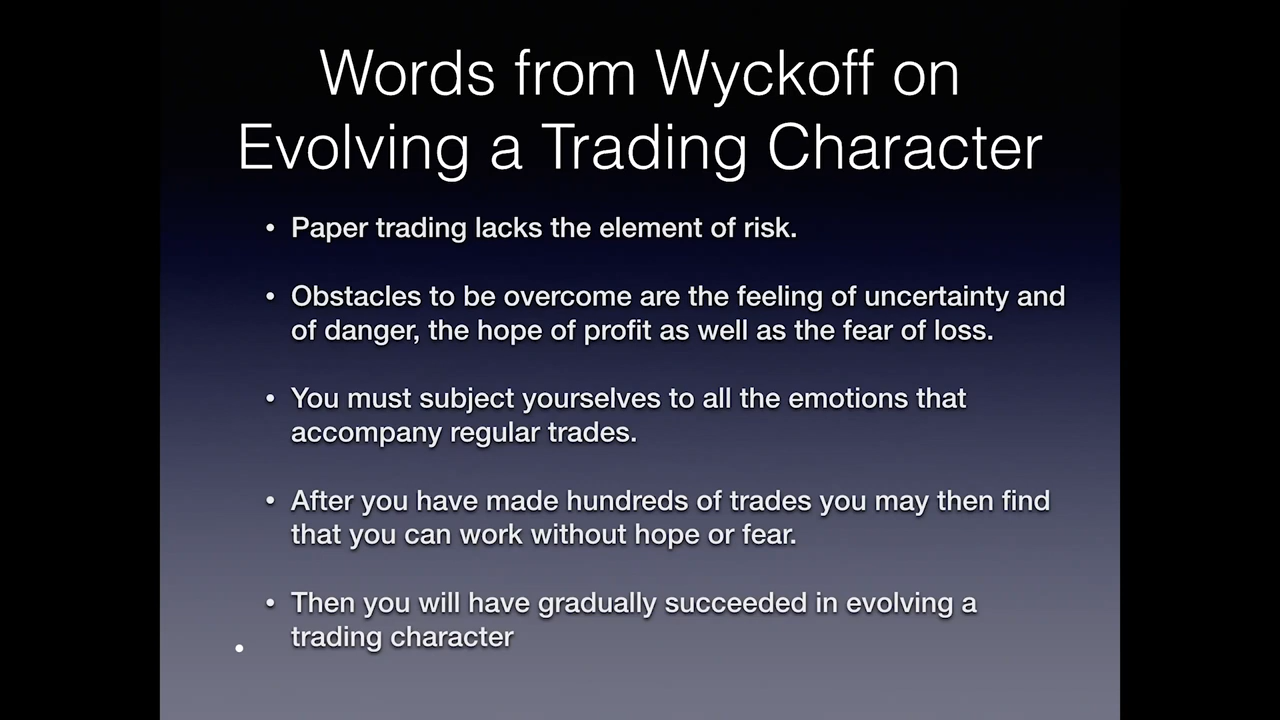 Words from Wyckoff on
Evolving a Trading Character
• Paper trading lacks the element of risk.
• Obstacles to be overcome are the feeling of uncertainty and
of danger, the hope of profit as well as the fear of loss.
• You must subject yourselves to all the emotions that
accompany regular trades.
• After you have made hundreds of trades you may then find
that you can work without hope or fear.
• Then you will have gradually succeeded in evolving a
trading character
•